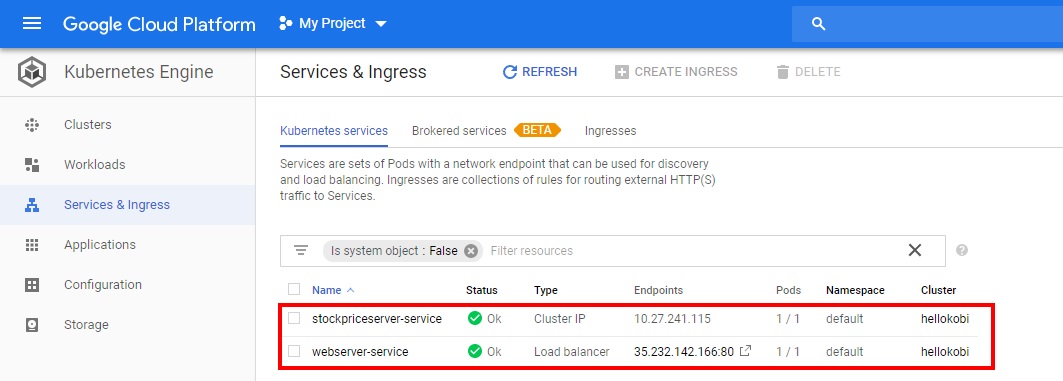 Google Cloud Platform My Project
Kubernetes Engine
Services & Ingress REFRESH CREATE INGRESS DELETE
Clusters
Workloads
Services & Ingress
Applications
Configuration
Storage
Kubernetes services Brokered services BETA Ingresses
Services are sets of Pods with a network endpoint that can be used for discovery
and load balancing. Ingresses are collections of rules for routing external HTTP(S)
traffic to Services.
Is system object : False Filter resources
Name Status Type Endpoints Pods Namespace Cluster
stockpriceserver-service Ok Cluster IP 10.27.241.115 1 / 1 default hellokobi
webserver-service Ok Load balancer 35.232.142.166:80 1 / 1 default hellokobi